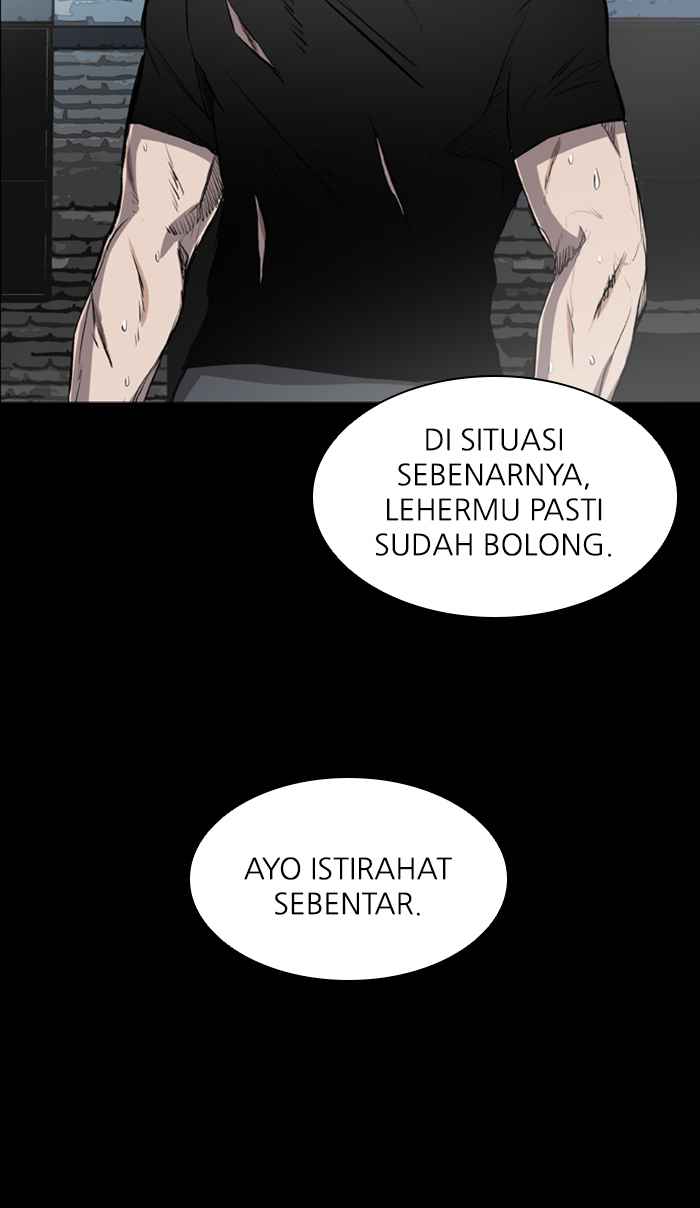 DI SITUASI
SEBENARNYA,
LEHERMU PASTI
SUDAH BOLONG.
AYO ISTIRAHAT
SEBENTAR.